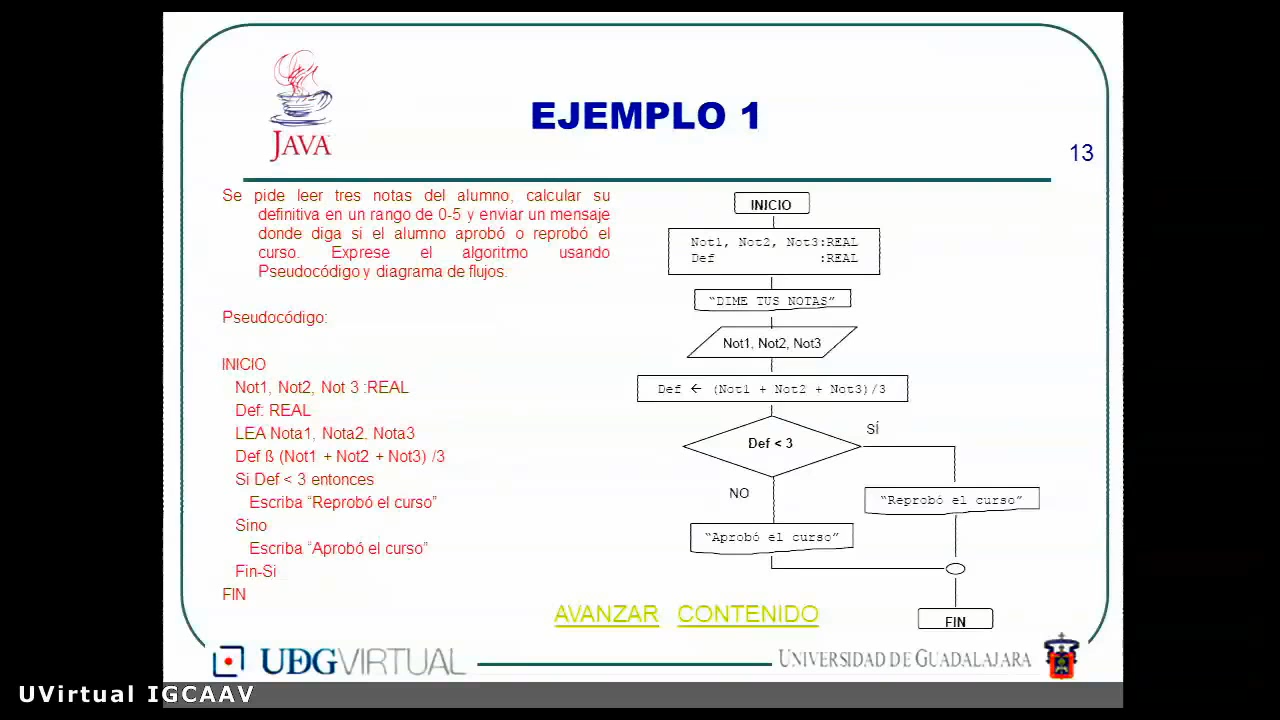 JAVA
EJEMPLO 1
13
Se pide leer tres notas del alumno, calcular su
definitiva en un rango de 0-5 y enviar un mensaje
donde diga si el alumno aprobó o reprobó el
curso. Exprese el algoritmo usando
Pseudocódigo y diagrama de flujos.
Pseudocódigo:
INICIO
Not1, Not2, Not 3 :REAL
Def: REAL
LEA Nota1, Nota2, Nota3
Def ß (Not1 + Not2 + Not3) /3
Si Def < 3 entonces
Escriba “Reprobó el curso”
Sino
Escriba “Aprobó el curso”
Fin-Si
FIN
INICIO
Not1, Not2, Not3:REAL
Def :REAL
“DIME TUS NOTAS”
Not1, Not2, Not3
Def ← (Not1 + Not2 + Not3)/3
Def < 3
SÍ
NO
“Reprobó el curso”
“Aprobó el curso”
FIN
AVANZAR CONTENIDO
UDGVIRTUAL
UNIVERSIDAD DE GUADALAJARA
UVirtual IGCAAV